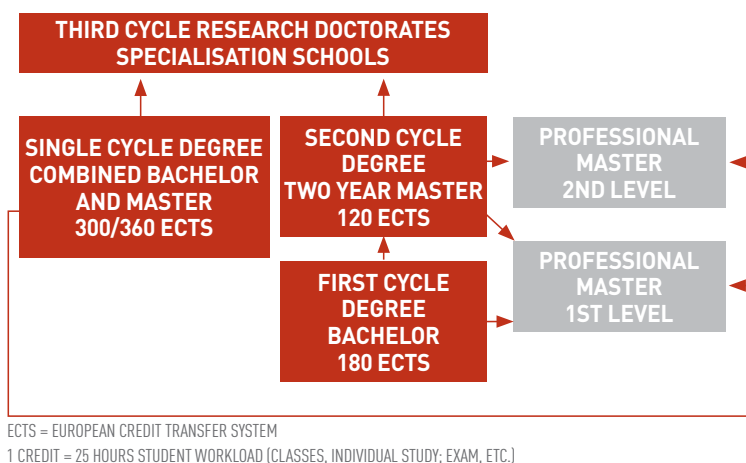 THIRD CYCLE RESEARCH DOCTORATES
SPECIALISATION SCHOOLS
SINGLE CYCLE DEGREE
COMBINED BACHELOR
AND MASTER
300/360 ECTS
SECOND CYCLE
DEGREE
TWO YEAR MASTER
120 ECTS
PROFESSIONAL
MASTER
2ND LEVEL
FIRST CYCLE
DEGREE
BACHELOR
180 ECTS
PROFESSIONAL
MASTER
1ST LEVEL
ECTS = EUROPEAN CREDIT TRANSFER SYSTEM
1 CREDIT = 25 HOURS STUDENT WORKLOAD (CLASSES, INDIVIDUAL STUDY; EXAM, ETC.)